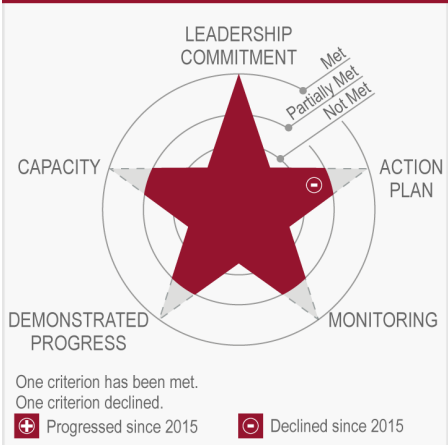 LEADERSHIP
COMMITMENT
Met
Partially Met
Not Met
CAPACITY
ACTION
PLAN
DEMONSTRATED
PROGRESS
MONITORING
One criterion has been met.
One criterion declined.
Progressed since 2015
Declined since 2015